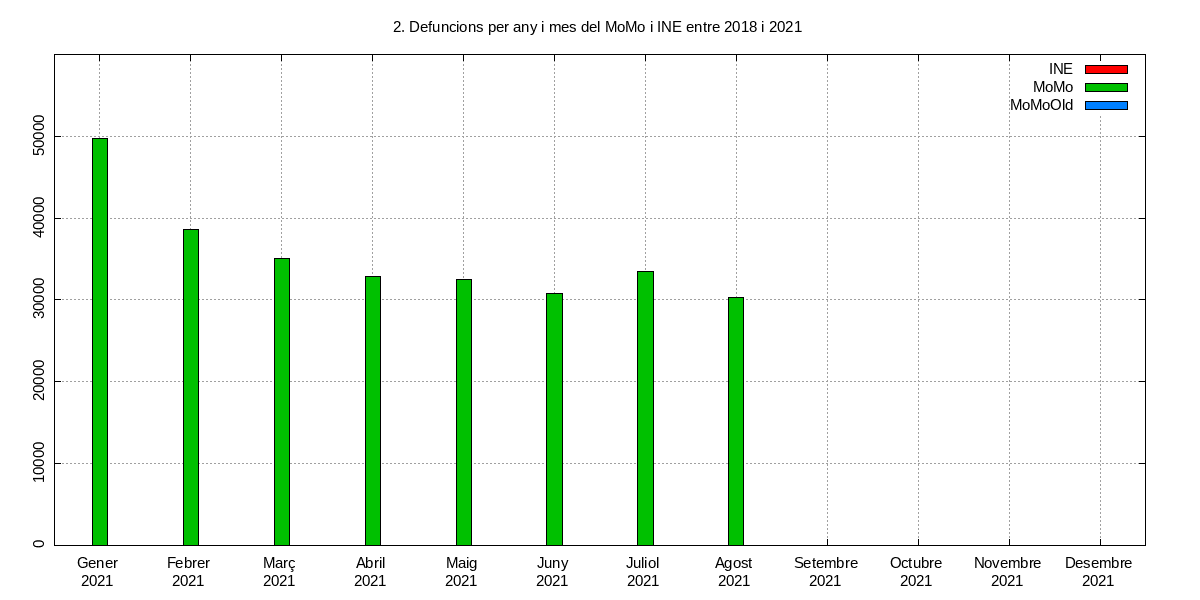 2. Defuncions per any i mes del MoMo i INE entre 2018 i 2021
INE
MoMo
MoMoOld
50000
40000
30000
20000
10000
0
Gener Febrer Març Abril Maig Juny Juliol Agost Setembre Octubre Novembre Desembre
2021 2021 2021 2021 2021 2021 2021 2021 2021 2021 2021 2021